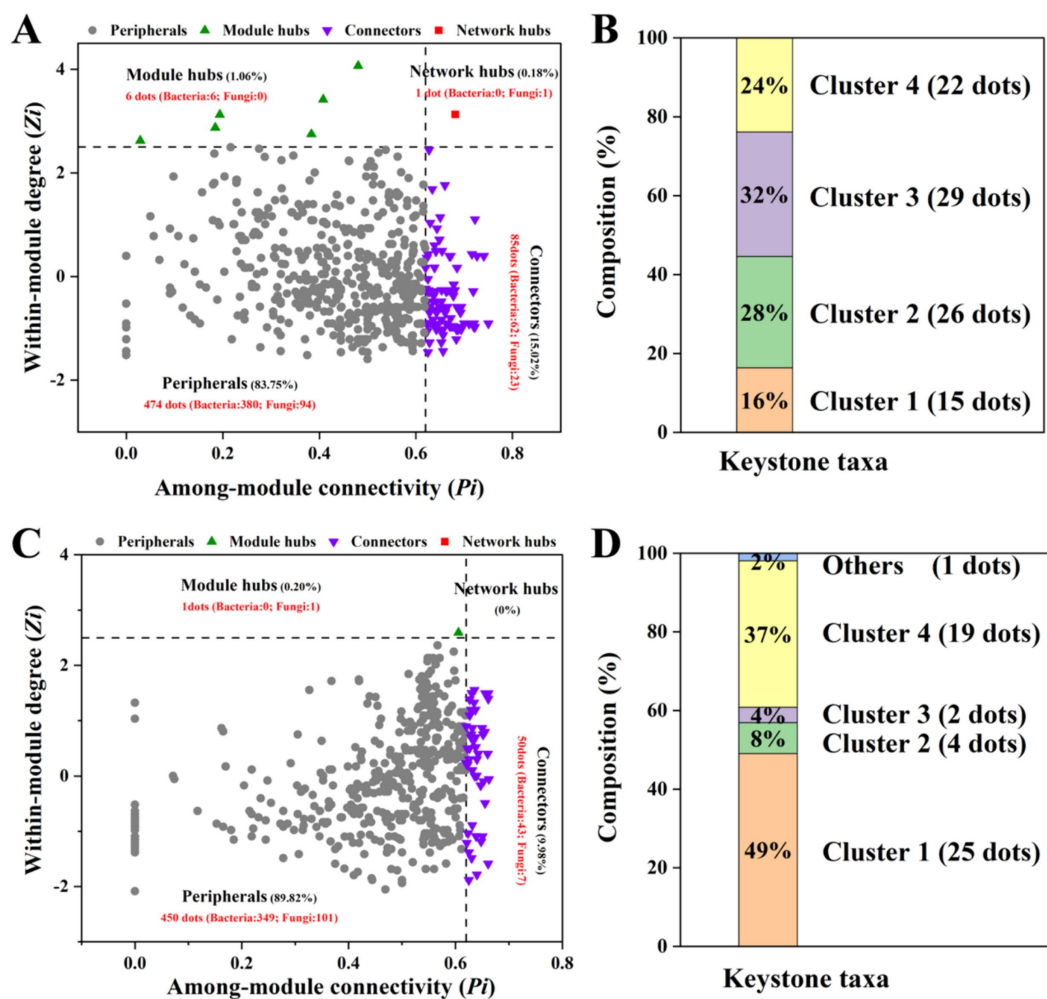 A
Peripherals Module hubs Connectors Network hubs
Module hubs (1.06%)
6 dots (Bacteria:6; Fungi:0)
Network hubs (0.18%)
1 dot (Bacteria:0; Fungi:1)
Connectors (15.02%)
85dots (Bacteria:62; Fungi:23)
Peripherals (83.75%)
474 dots (Bacteria:380; Fungi:94)
Within-module degree (Zi)
4
2
0
-2
0.0 0.2 0.4 0.6 0.8
Among-module connectivity (Pi)
B
Composition (%)
100
80
60
40
20
0
24% Cluster 4 (22 dots)
32% Cluster 3 (29 dots)
28% Cluster 2 (26 dots)
16% Cluster 1 (15 dots)
Keystone taxa
C
Peripherals Module hubs Connectors Network hubs
Module hubs (0.20%)
1dots (Bacteria:0; Fungi:1)
Network hubs
(0%)
Connectors (9.98%)
50dots (Bacteria:43; Fungi:7)
Peripherals (89.82%)
450 dots (Bacteria:349; Fungi:101)
Within-module degree (Zi)
4
2
0
-2
0.0 0.2 0.4 0.6 0.8
Among-module connectivity (Pi)
D
Composition (%)
100
80
60
40
20
0
2% Others (1 dots)
37% Cluster 4 (19 dots)
4% Cluster 3 (2 dots)
8% Cluster 2 (4 dots)
49% Cluster 1 (25 dots)
Keystone taxa